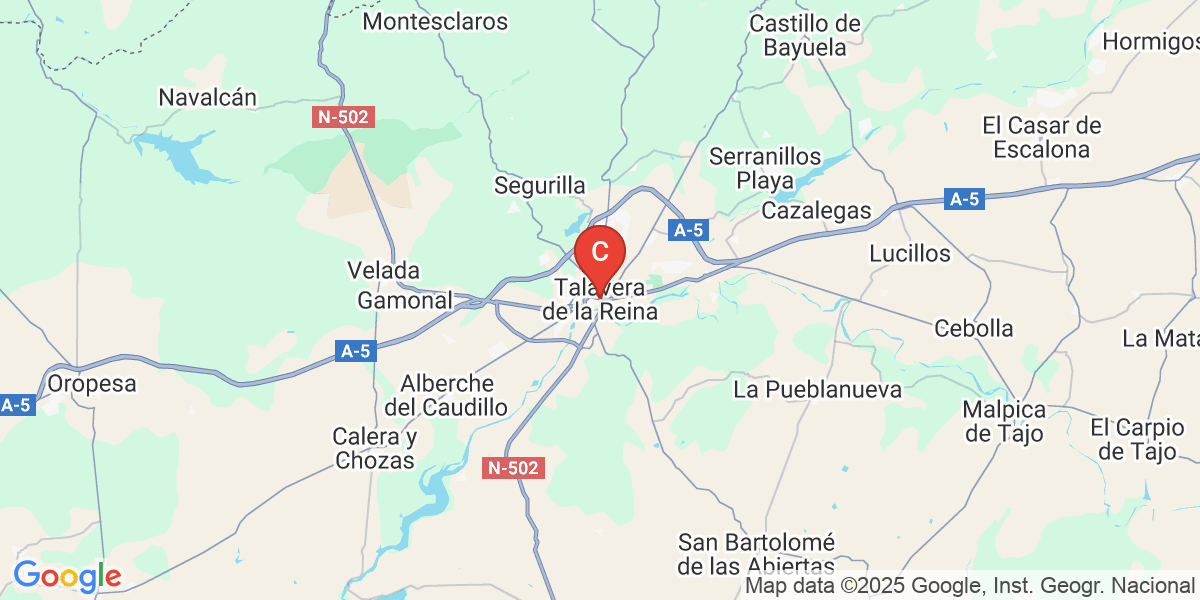 Montesclaros
Castillo de
Bayuela
Hormigos
Navalcán
N-502
El Casar de
Escalona
Serranillos
Playa
Segurilla
A-5
Cazalegas
A-5
Lucillos
C
Velada
Gamonal
Talavera
de la Reina
Cebolla
La Mata
A-5
Oropesa
A-5
Alberche
del Caudillo
La Pueblanueva
Malpica
de Tajo
El Carpio
de Tajo
Calera y
Chozas
N-502
San Bartolomé
de las Abiertas
Google
Map data ©2025 Google, Inst. Geogr. Nacional